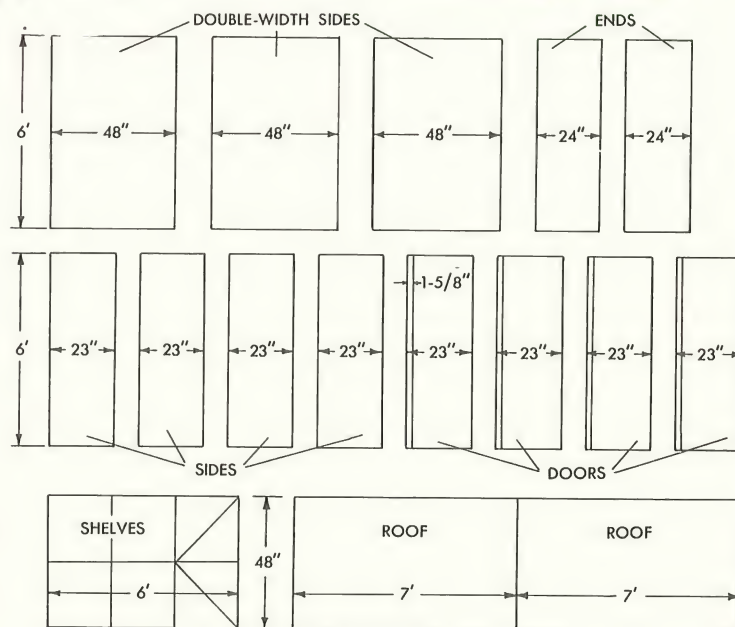 DOUBLE-WIDTH SIDES ENDS
6' 48" 48" 48" 24" 24"
1-5/8"
6' 23" 23" 23" 23" 23" 23" 23" 23"
SIDES DOORS
SHELVES ROOF ROOF
48"
6' 7' 7'